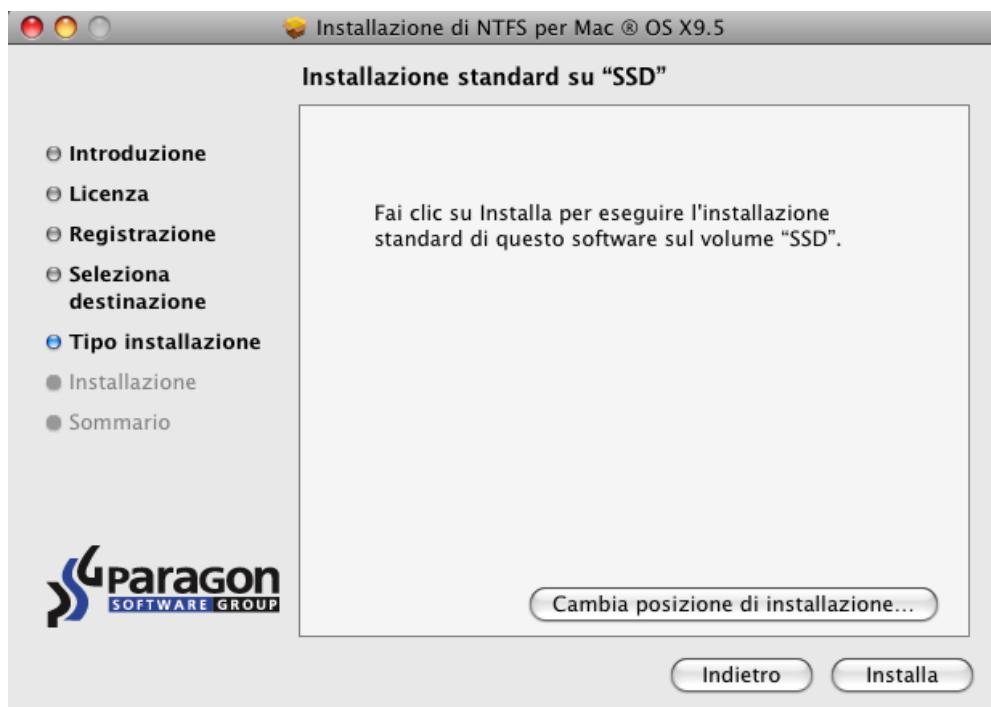 Installazione di NTFS per Mac ® OS X9.5
Installazione standard su “SSD”
Introduzione
Licenza
Registrazione
Seleziona
destinazione
Tipo installazione
Installazione
Sommario
Fai clic su Installa per eseguire l'installazione
standard di questo software sul volume “SSD”.
Paragon
SOFTWARE GROUP
Cambia posizione di installazione...
Indietro
Installa